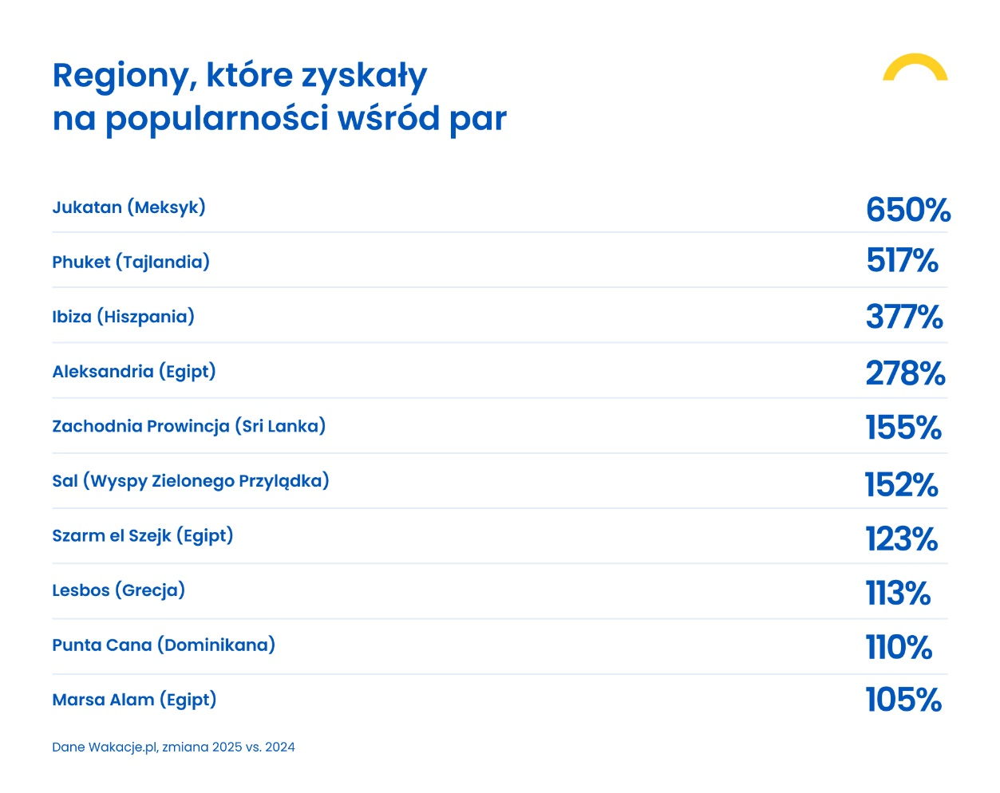 Regiony, które zyskały
na popularności wśród par
Jukatan (Meksyk) 650%
Phuket (Tajlandia) 517%
Ibiza (Hiszpania) 377%
Aleksandria (Egipt) 278%
Zachodnia Prowincja (Sri Lanka) 155%
Sal (Wyspy Zielonego Przylądka) 152%
Szarm el Szejk (Egipt) 123%
Lesbos (Grecja) 113%
Punta Cana (Dominikana) 110%
Marsa Alam (Egipt) 105%
Dane Wakacje.pl, zmiana 2025 vs. 2024